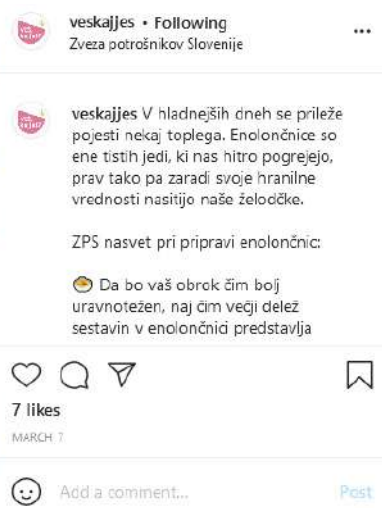 veskajjes • Following
Zveza potrošnikov Slovenije
veskajjes V hladnejših dneh se prileže
pojesti nekaj toplega. Enolončnice so
ene tistih jedi, ki nas hitro pogrejejo,
prav tako pa zaradi svoje hranilne
vrednosti nasitijo naše želodčke.
ZPS nasvet pri pripravi enolončnic:
Da bo vaš obrok čim bolj
uravnotežen, naj čim večji delež
sestavin v enolončnici predstavlja
7 likes
MARCH 7
Add a comment...
Post